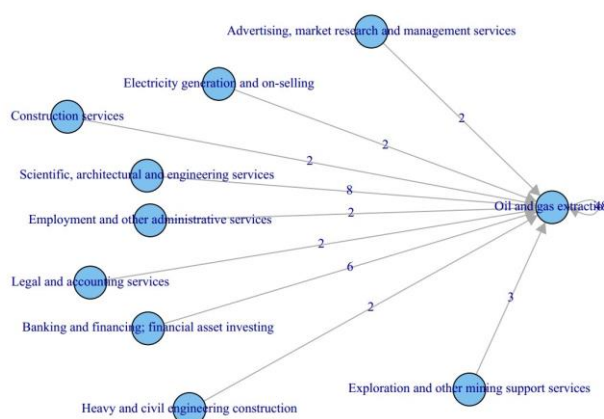 Advertising, market research and management services
Electricity generation and on-selling
2
Construction services
2
2
Scientific, architectural and engineering services
8
Oil and gas extraction
Employment and other administrative services
2
2
Legal and accounting services
6
Banking and financing; financial asset investing
2
3
Exploration and other mining support services
Heavy and civil engineering construction